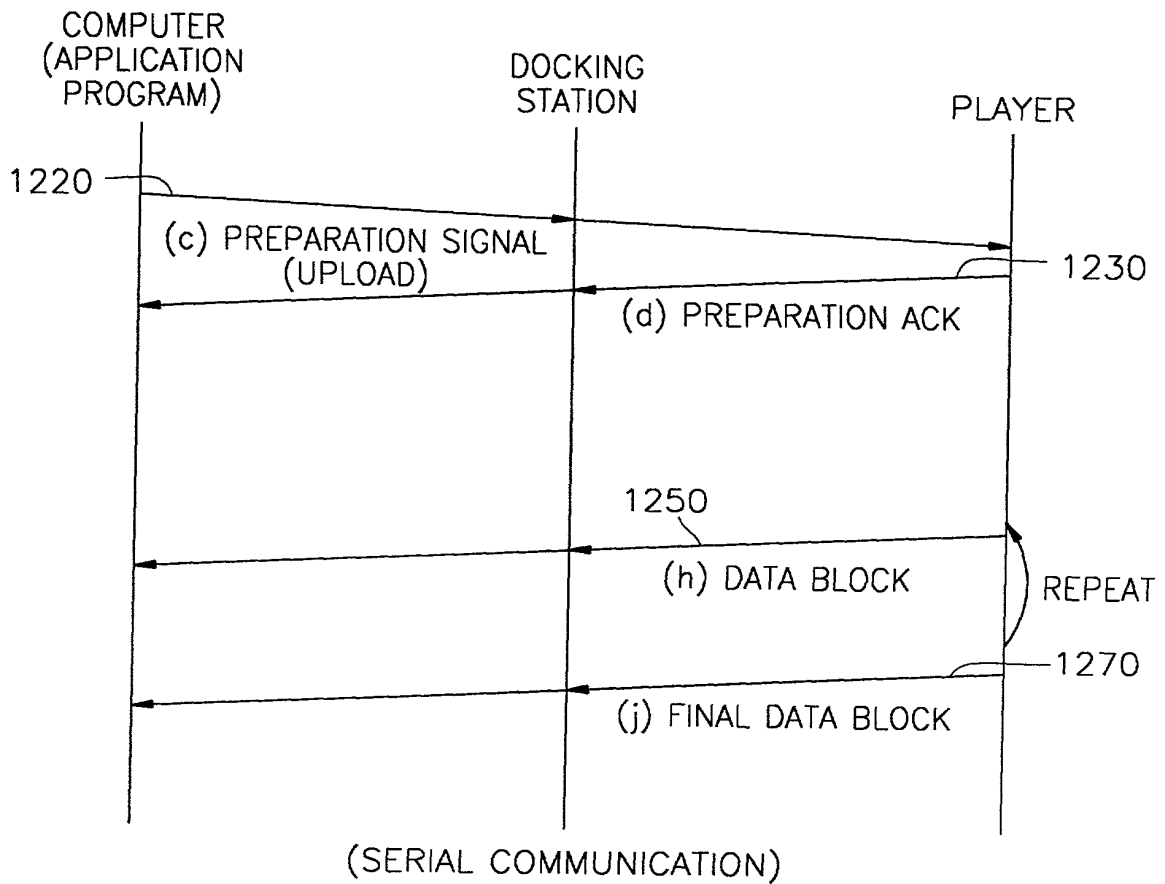 COMPUTER
(APPLICATION
PROGRAM)
DOCKING
STATION
PLAYER
1220
(c) PREPARATION SIGNAL
(UPLOAD)
1230
(d) PREPARATION ACK
1250
(h) DATA BLOCK
REPEAT
1270
(j) FINAL DATA BLOCK
(SERIAL COMMUNICATION)